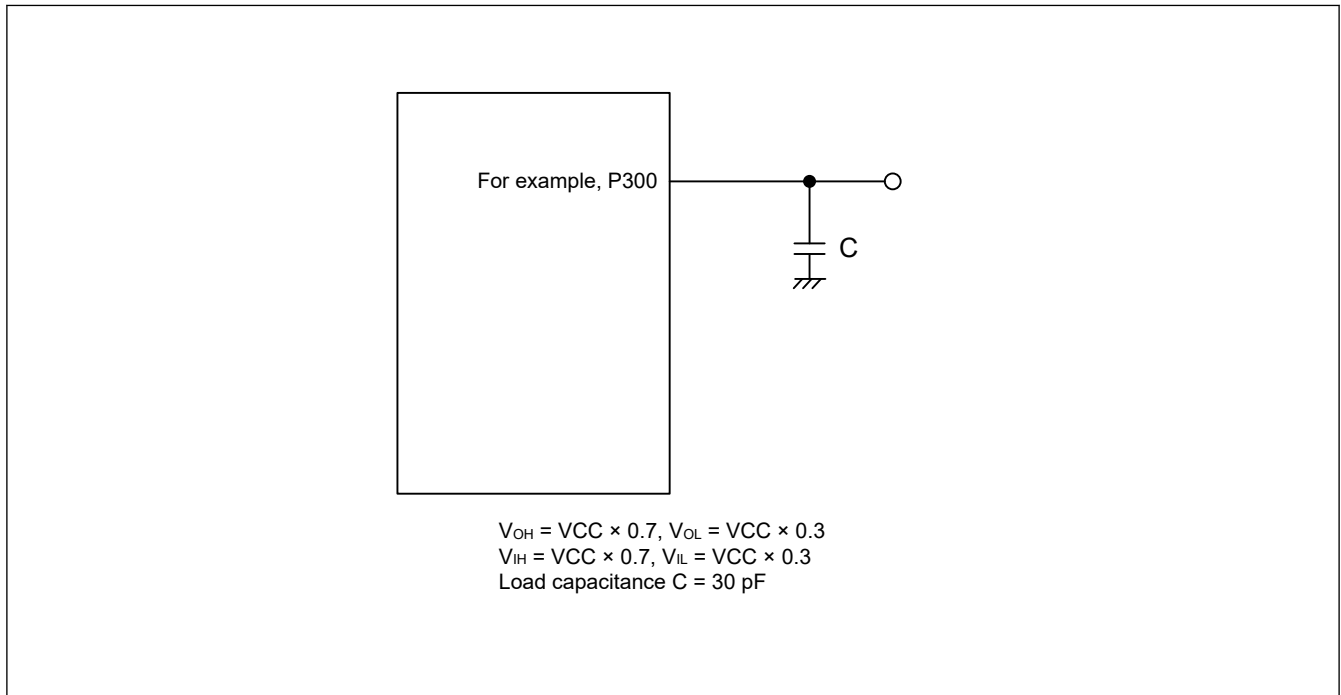 For example, P300
C
VOH = VCC × 0.7, VOL = VCC × 0.3
VIH = VCC × 0.7, VIL = VCC × 0.3
Load capacitance C = 30 pF